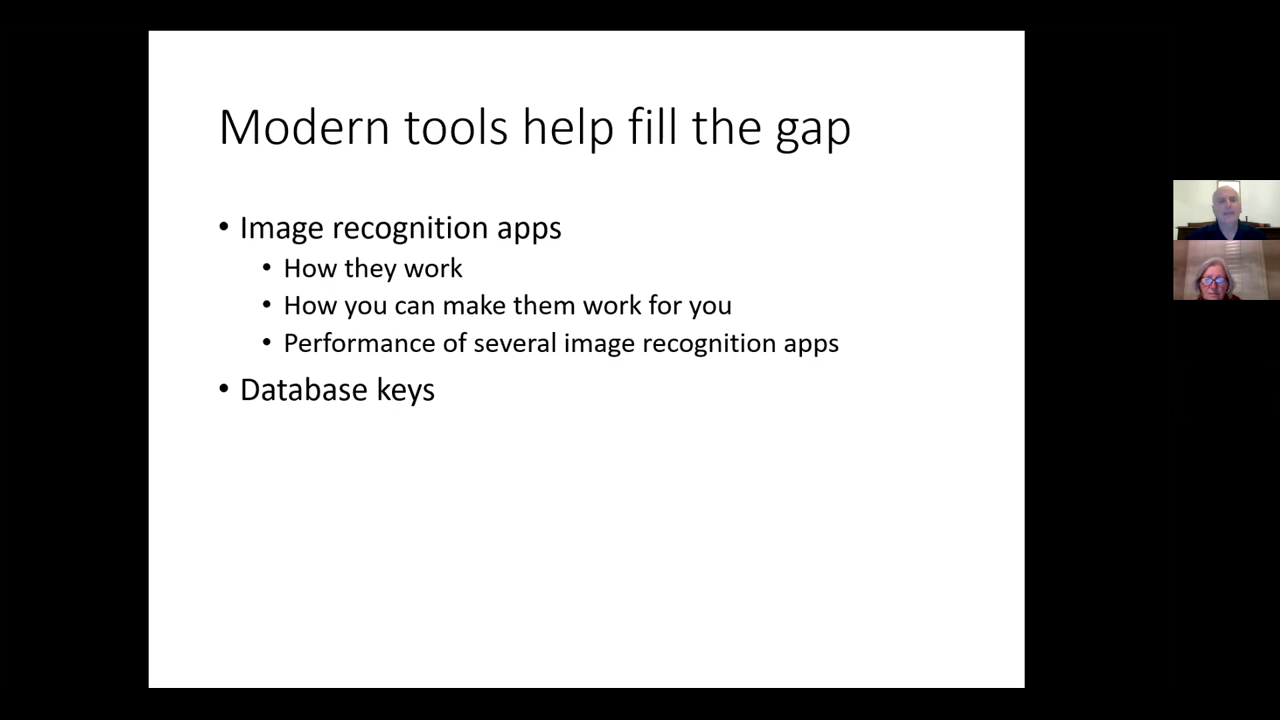 Modern tools help fill the gap
• Image recognition apps
• How they work
• How you can make them work for you
• Performance of several image recognition apps
• Database keys